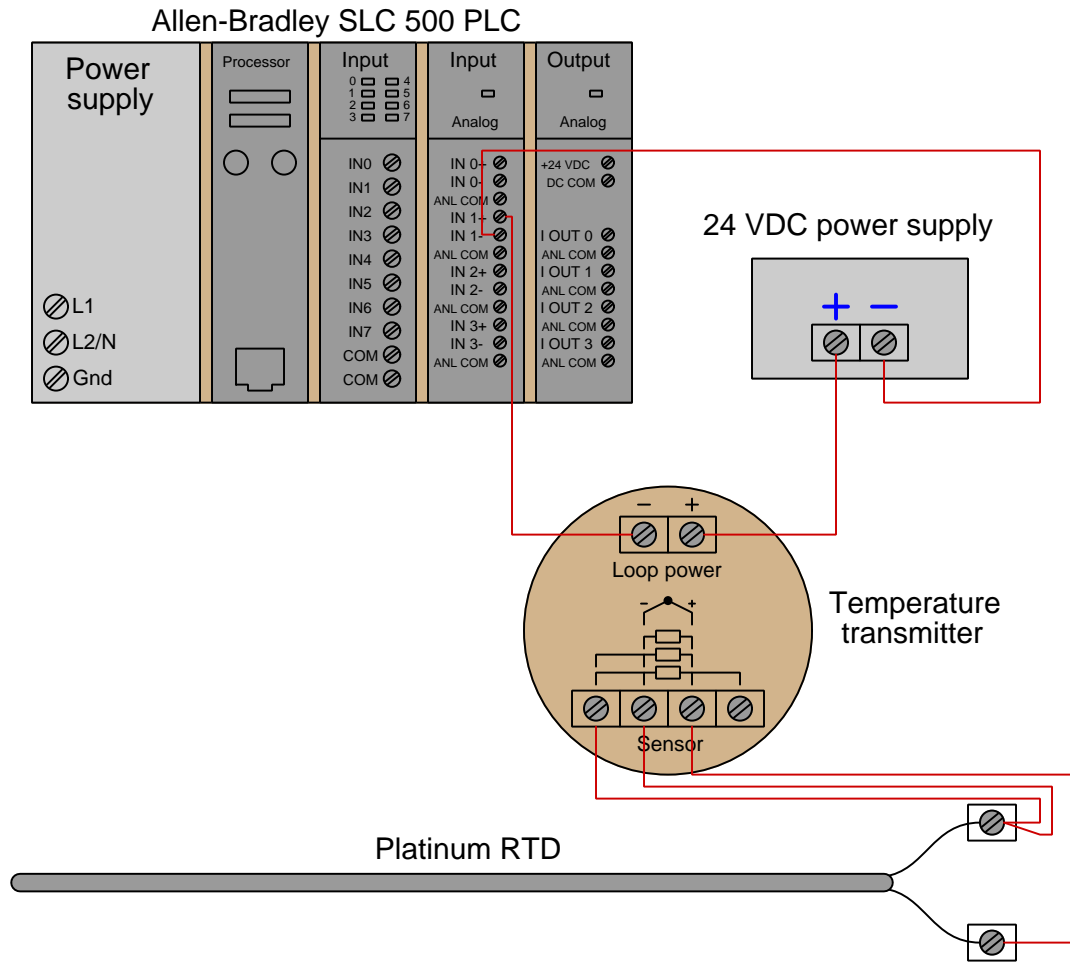 Allen-Bradley SLC 500 PLC
Power
supply
L1
L2/N
Gnd
Processor
Input
0 4
1 5
2 6
3 7
IN0
IN1
IN2
IN3
IN4
IN5
IN6
IN7
COM
COM
Input
Analog
IN 0+
IN 0-
ANL COM
IN 1+
IN 1-
ANL COM
IN 2+
IN 2-
ANL COM
IN 3+
IN 3-
ANL COM
Output
Analog
+24 VDC
DC COM
I OUT 0
ANL COM
I OUT 1
ANL COM
I OUT 2
ANL COM
I OUT 3
ANL COM
24 VDC power supply
+ −
− +
Loop power
- +
Sensor
Temperature
transmitter
Platinum RTD